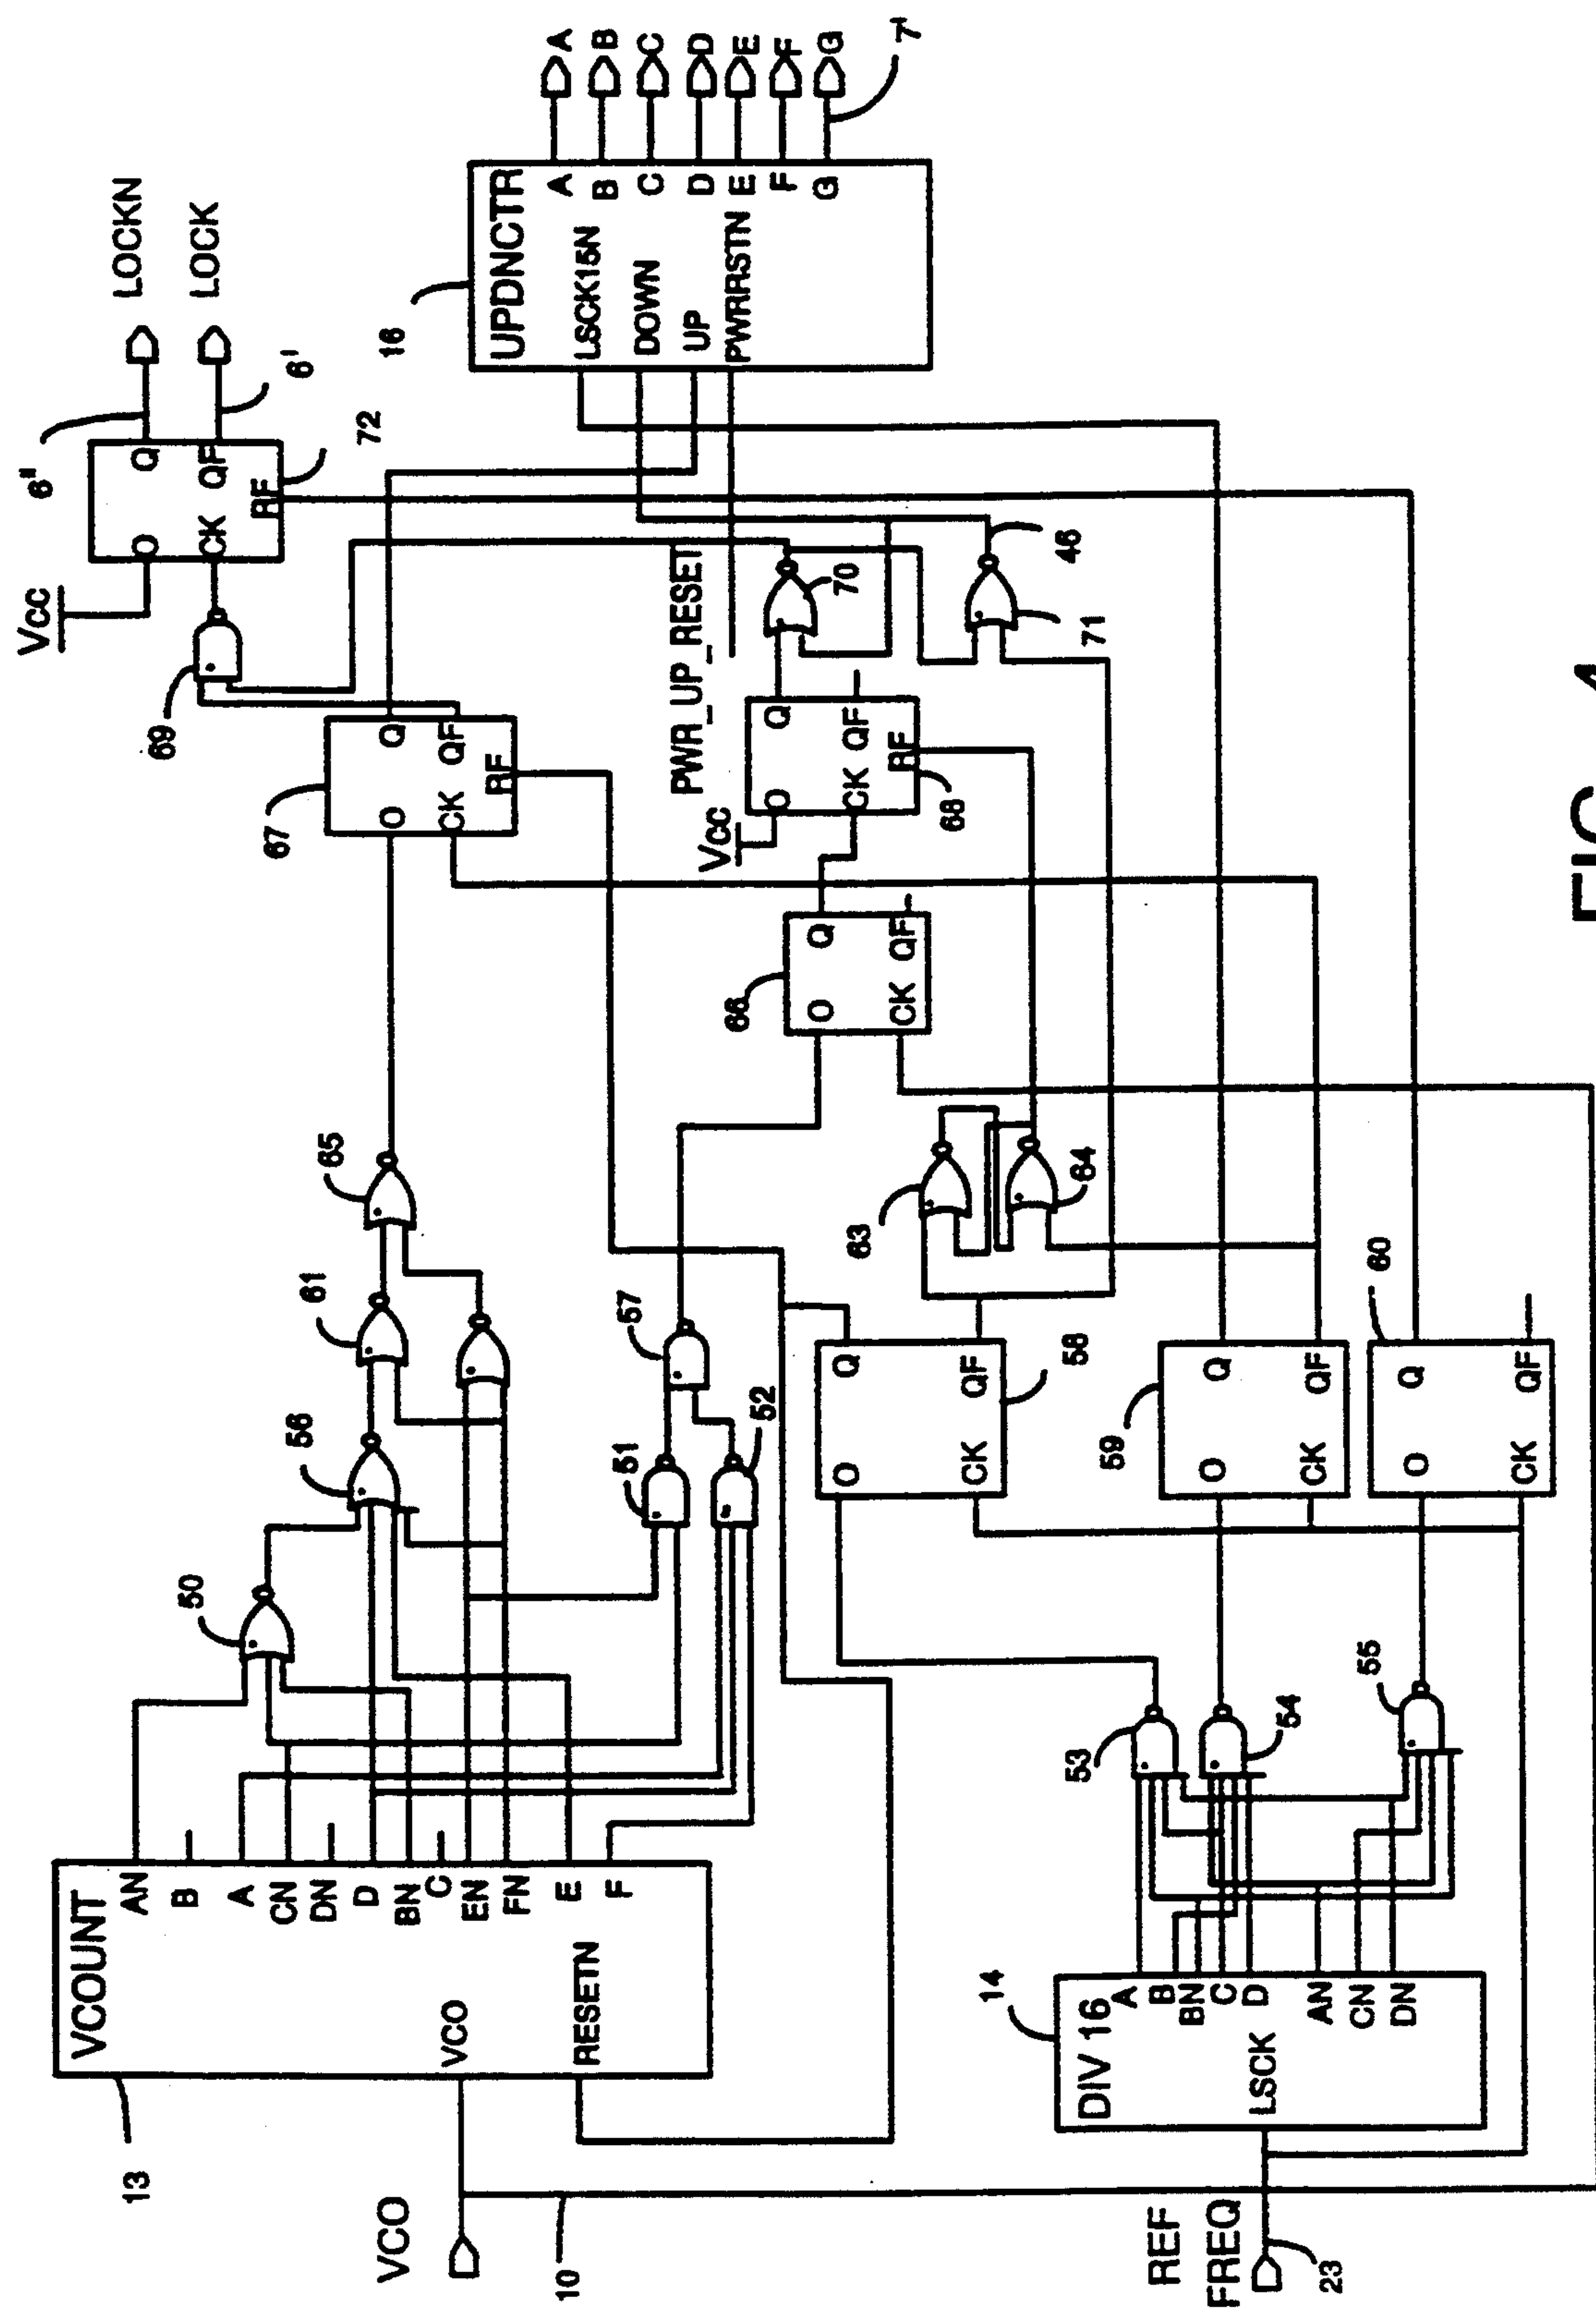 VCO
10
REF
FREQ
23
13
VCOUNT
VCO
RESETN
AN
B
A
CN
DN
D
BN
C
EN
FN
E
F
14
DIV 16
LSCK
A
B
BN
C
D
AN
CN
DN
50
56
61
65
51
52
57
53
54
55
O
Q
CK
QF
58
59
O
Q
CK
QF
60
O
Q
CK
QF
63
64
66
O
Q
CK
QF
67
O
Q
CK
QF
RF
Vcc
O
Q
CK
QF
RF
68
69
70
71
46
PWR_UP_RESET
Vcc
O
Q
CK
QF
RF
72
6"
6'
LOCKN
LOCK
16
UPDNCTR
LSCK15N
DOWN
UP
PWRRSTN
A
B
C
D
E
F
G
A
B
C
D
E
F
G
7'